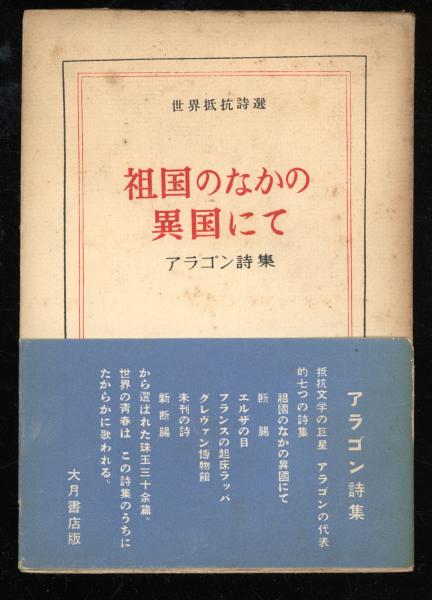 世界抵抗詩選
祖国のなかの
異国にて
アラゴン詩集
アラゴン詩集
抵抗文学の巨星 アラゴンの代表
的七つの詩集
祖國のなかの異國にて
断腸
エルザの目
フランスの起床ラッパ
グレヴァン博物館
未刊の詩
新断腸
から選ばれた珠玉三十余篇、
世界の青春は この詩集のうちに
たからかに歌われる、
大月書店版